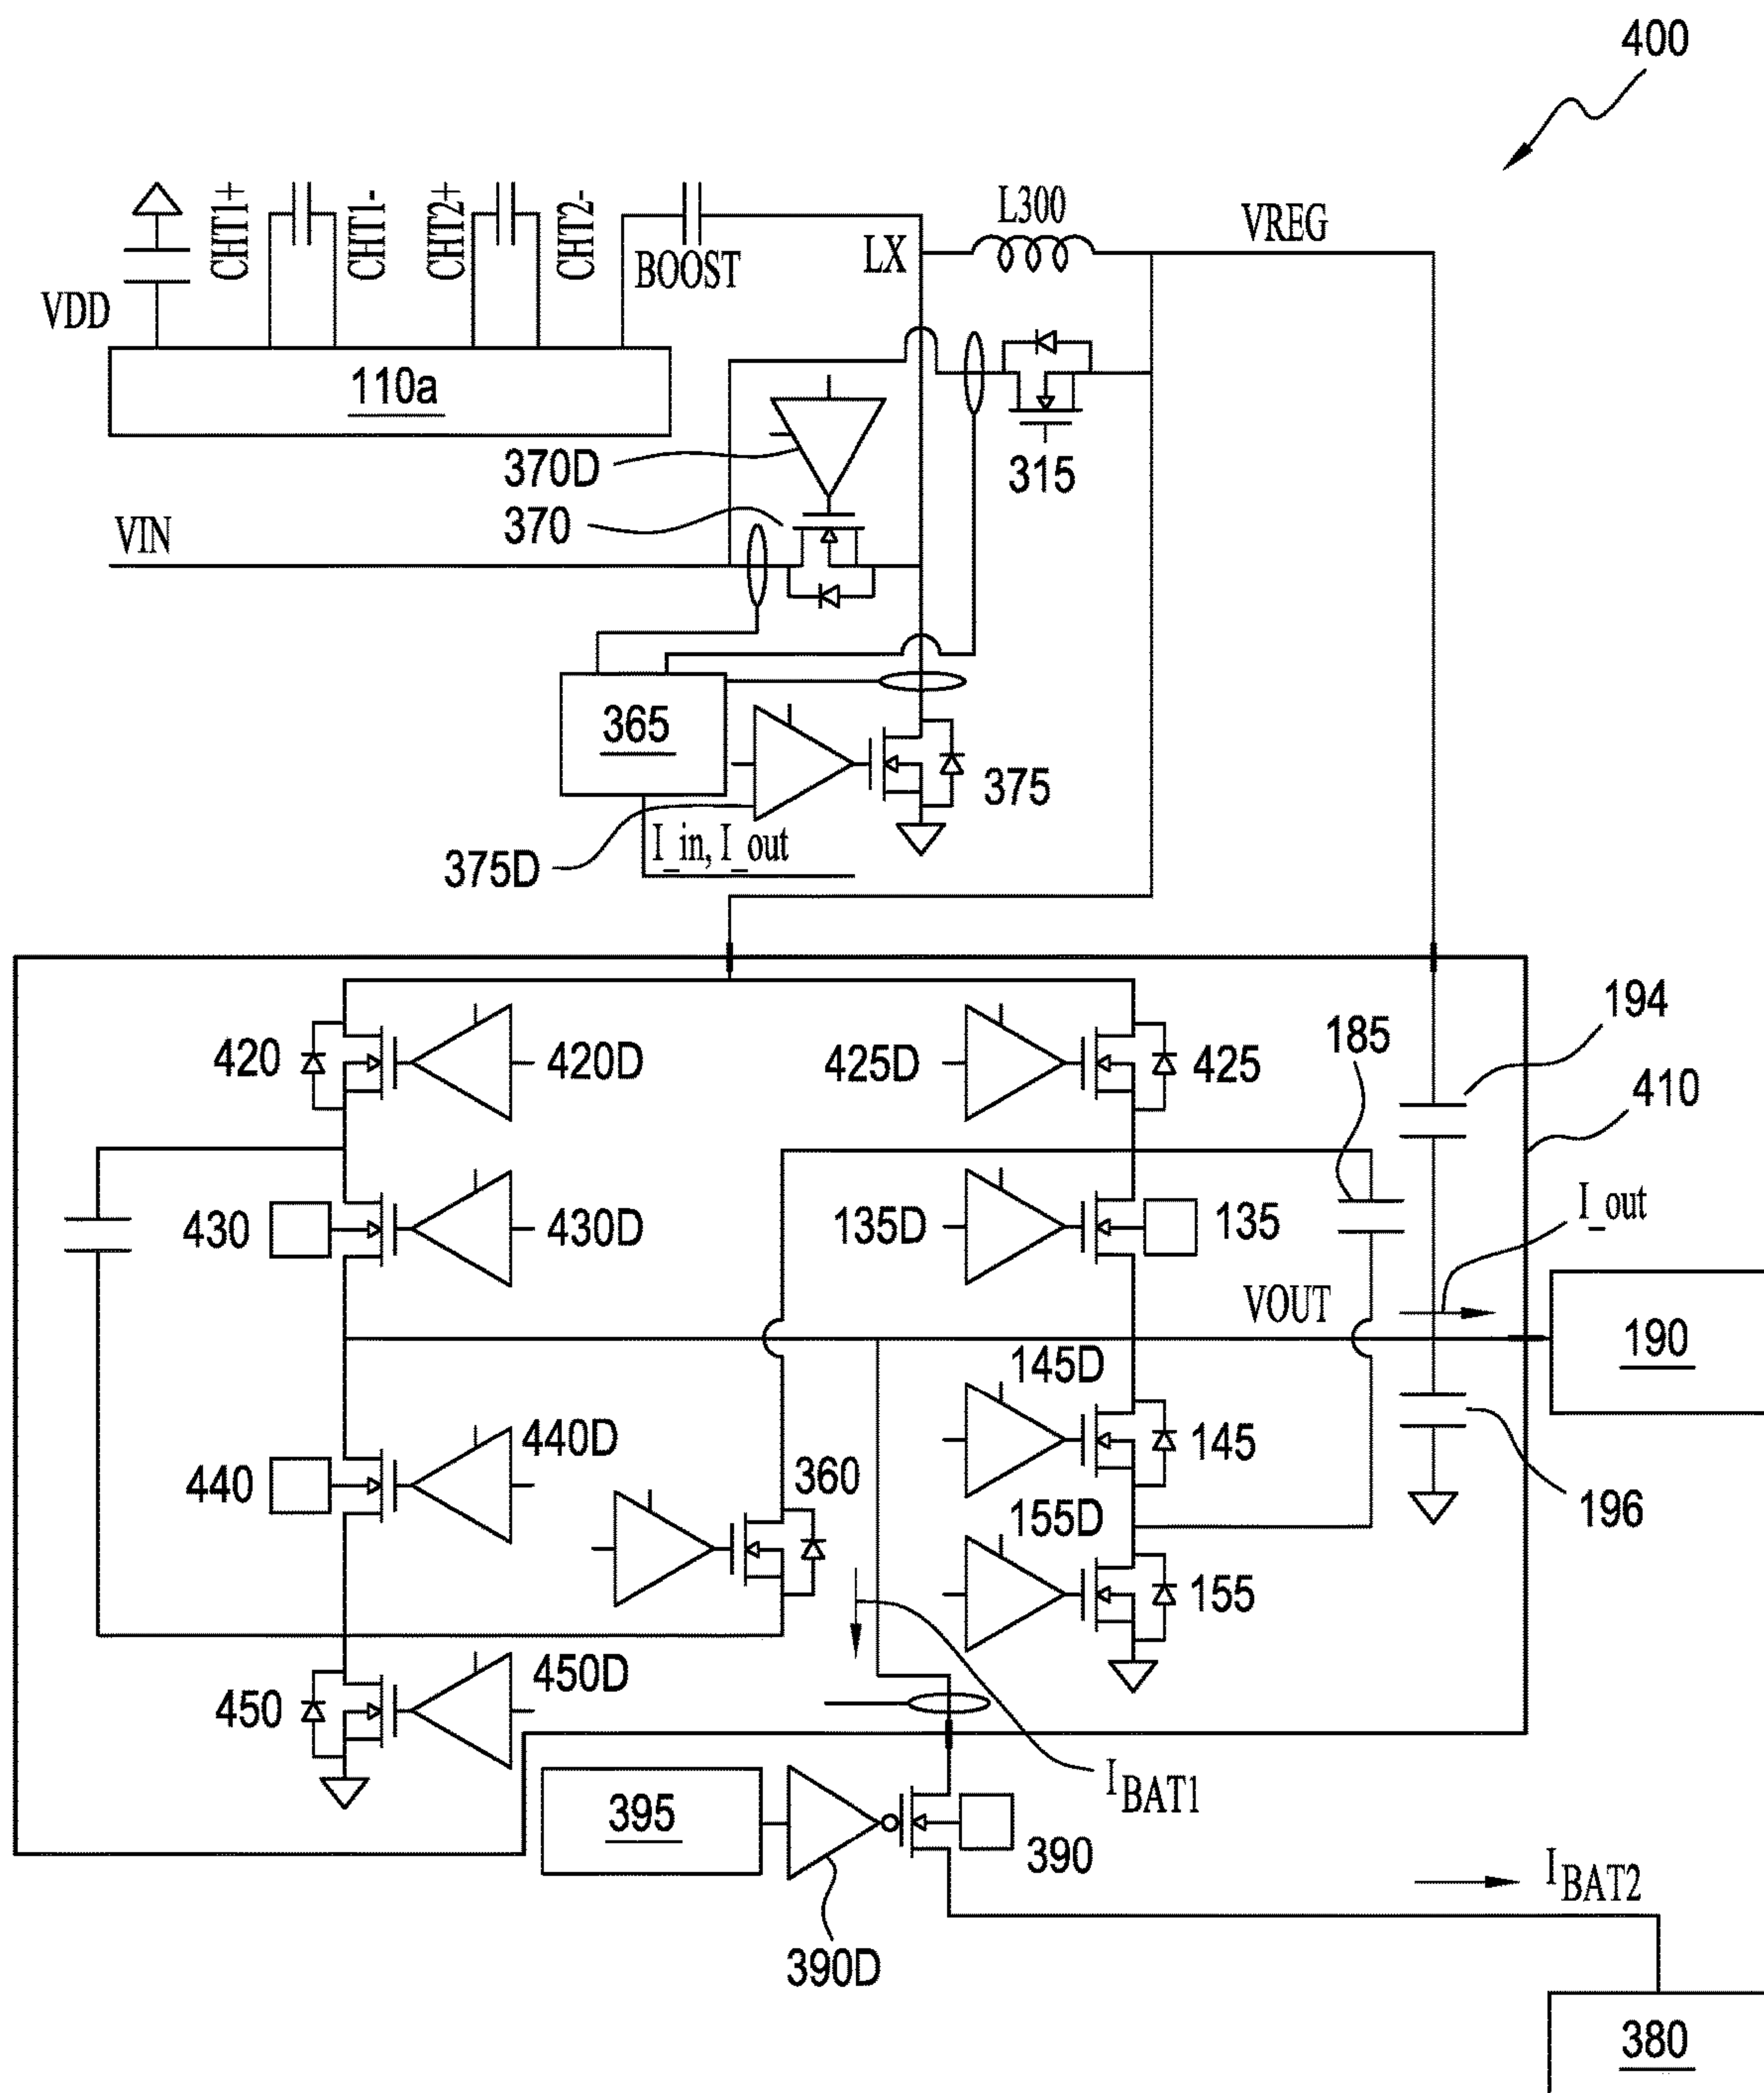 400
VDD
CHT1+
CHT1-
CHT2+
CHT2-
BOOST
LX
L300
VREG
110a
370D
315
370
VIN
365
375
I_in, I_out
375D
194
420
420D
425D
425
185
410
430
430D
135D
135
I_out
VOUT
190
145D
440
440D
360
145
155D
196
155
450
450D
I BAT1
395
390
I BAT2
390D
380